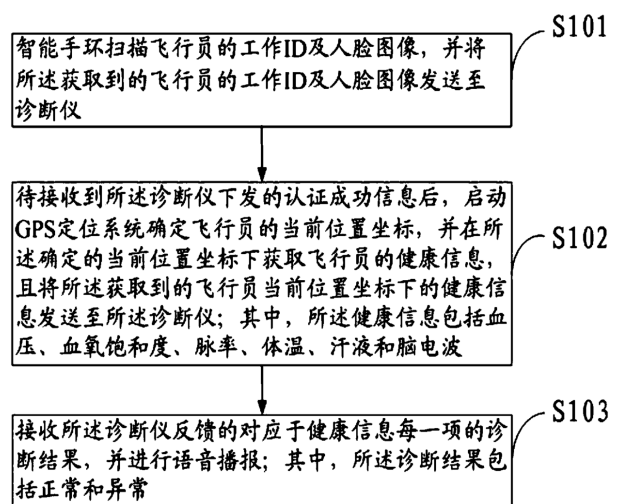 S101
智能手环扫描飞行员的工作ID及人脸图像，并将
所述获取到的飞行员的工作ID及人脸图像发送至
诊断仪
S102
待接收到所述诊断仪下发的认证成功信息后，启动
GPS定位系统确定飞行员的当前位置坐标，并在所
述确定的当前位置坐标下获取飞行员的健康信息，
且将所述获取到的飞行员当前位置坐标下的健康信
息发送至所述诊断仪；其中，所述健康信息包括血
压、血氧饱和度、脉率、体温、汗液和脑电波
S103
接收所述诊断仪反馈的对应于健康信息每一项的诊
断结果，并进行语音播报；其中，所述诊断结果包
括正常和异常